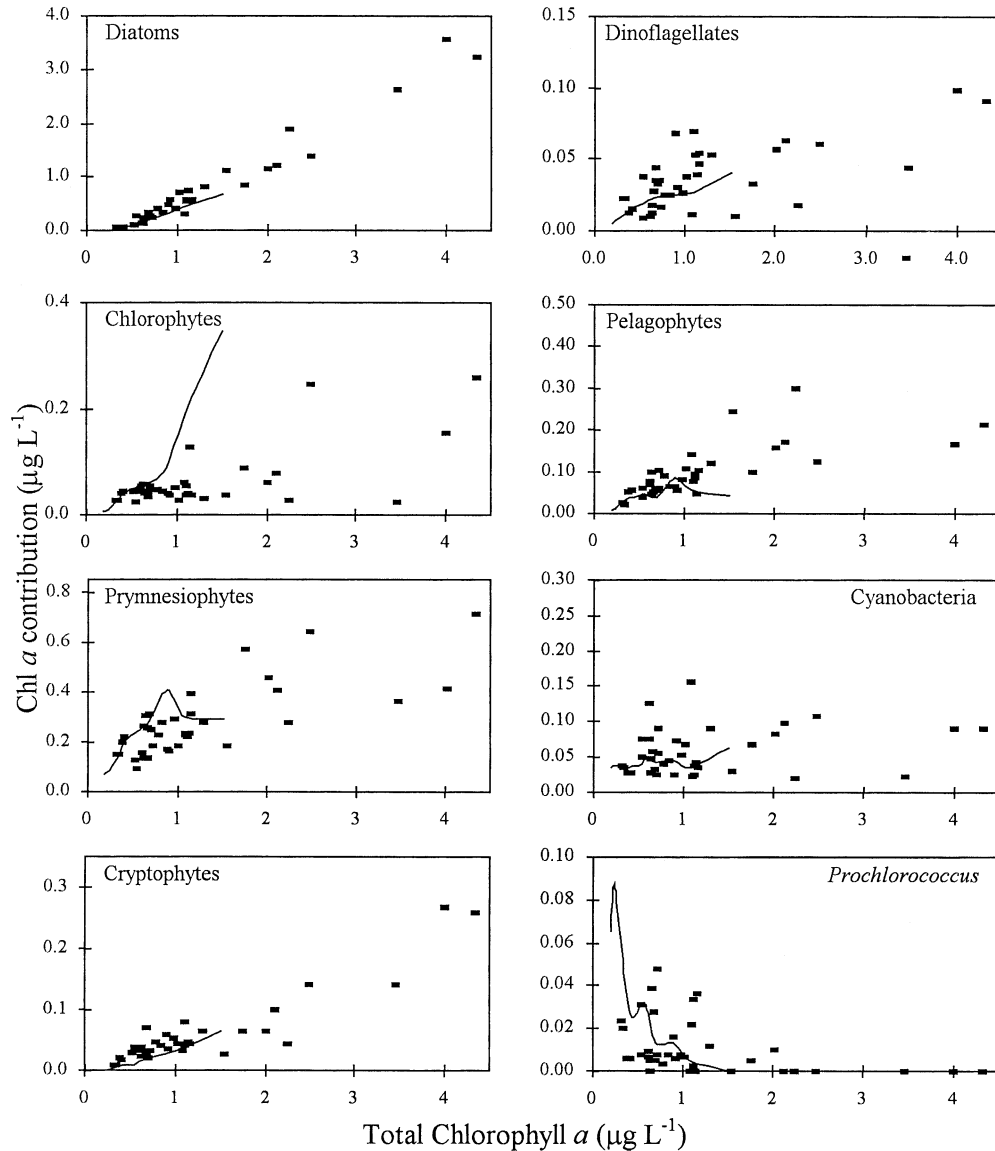 Chl a contribution (µg L-1)
4.0
3.0
2.0
1.0
0.0
Diatoms
0 1 2 3 4
0.15
0.10
0.05
0.00
Dinoflagellates
0.0 1.0 2.0 3.0 4.0
0.4
0.2
0.0
Chlorophytes
0 1 2 3 4
0.50
0.40
0.30
0.20
0.10
0.00
Pelagophytes
0 1 2 3 4
0.8
0.6
0.4
0.2
0.0
Prymnesiophytes
0 1 2 3 4
0.30
0.25
0.20
0.15
0.10
0.05
0.00
Cyanobacteria
0 1 2 3 4
0.3
0.2
0.1
0.0
Cryptophytes
0 1 2 3 4
0.10
0.08
0.06
0.04
0.02
0.00
Prochlorococcus
0 1 2 3 4
Total Chlorophyll a (µg L-1)